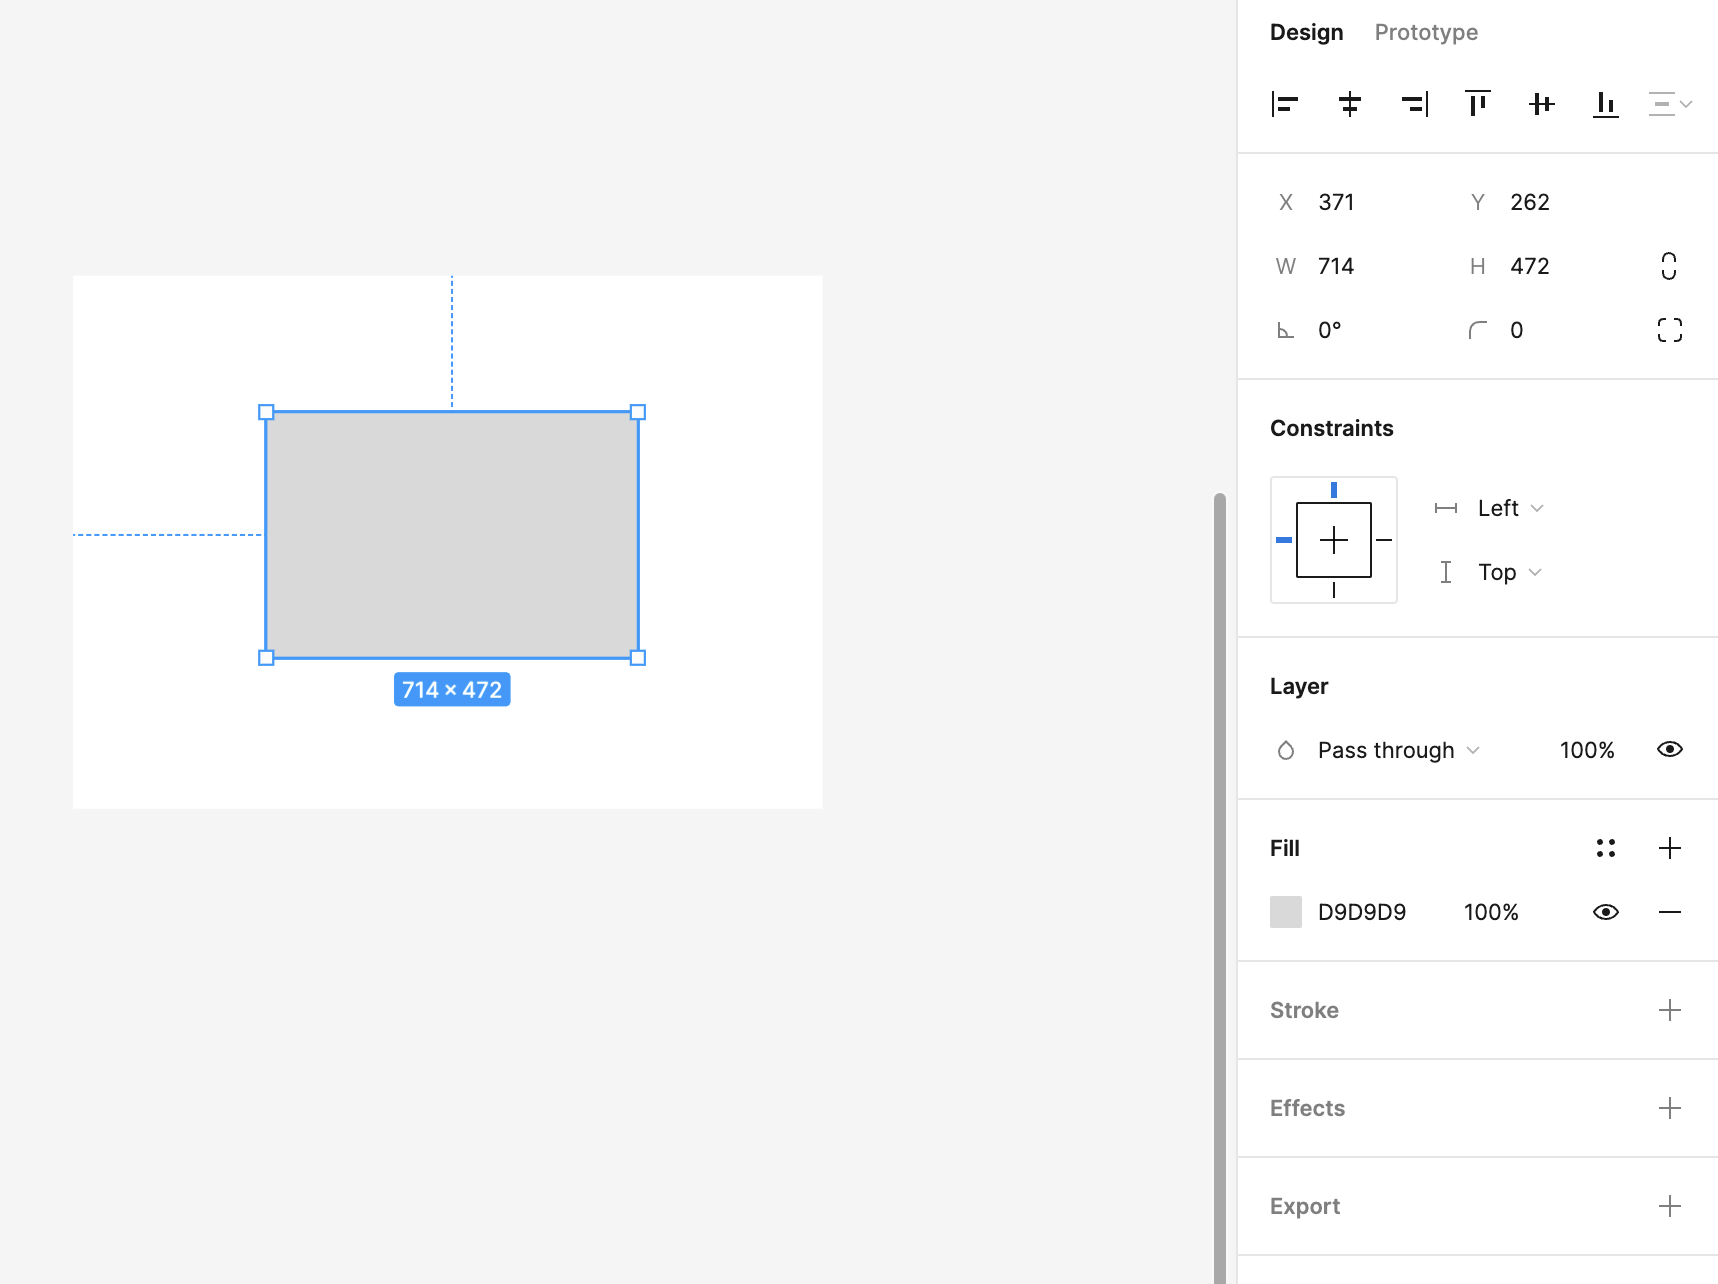 Design Prototype
X 371 Y 262
W 714 H 472
0° 0
Constraints
Left
Top
714 × 472
Layer
Pass through 100%
Fill
D9D9D9 100%
Stroke
Effects
Export